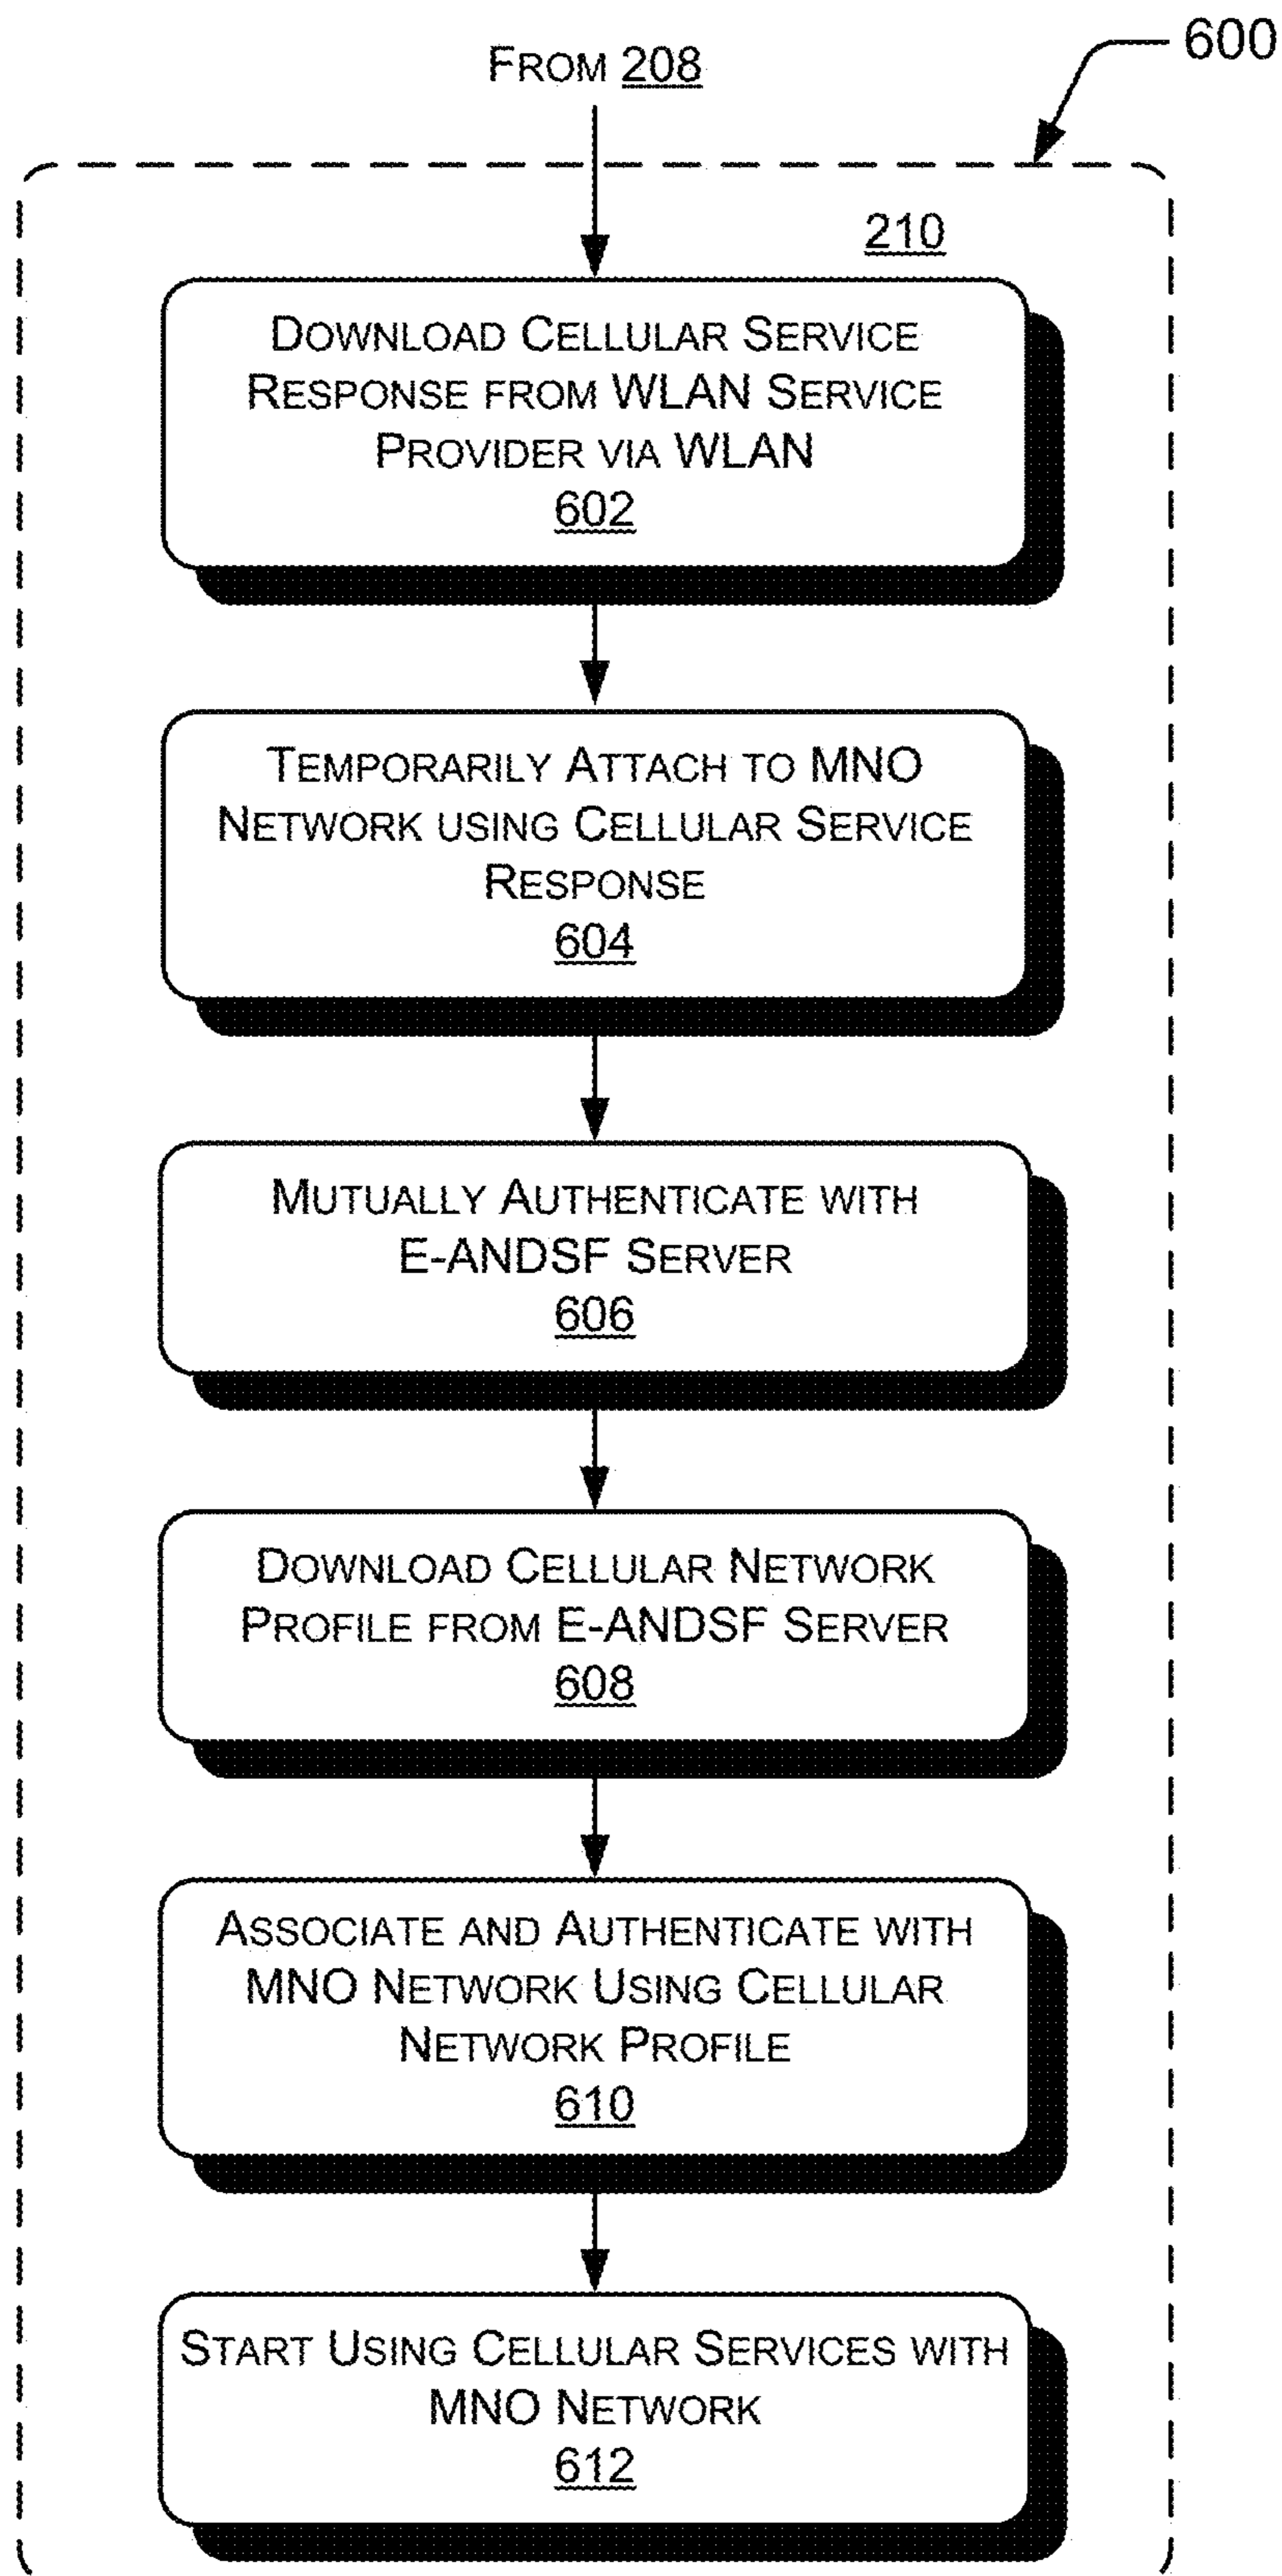 600
FROM 208
210
DOWNLOAD CELLULAR SERVICE
RESPONSE FROM WLAN SERVICE
PROVIDER VIA WLAN
602
TEMPORARILY ATTACH TO MNO
NETWORK USING CELLULAR SERVICE
RESPONSE
604
MUTUALLY AUTHENTICATE WITH
E-ANDSF SERVER
606
DOWNLOAD CELLULAR NETWORK
PROFILE FROM E-ANDSF SERVER
608
ASSOCIATE AND AUTHENTICATE WITH
MNO NETWORK USING CELLULAR
NETWORK PROFILE
610
START USING CELLULAR SERVICES WITH
MNO NETWORK
612